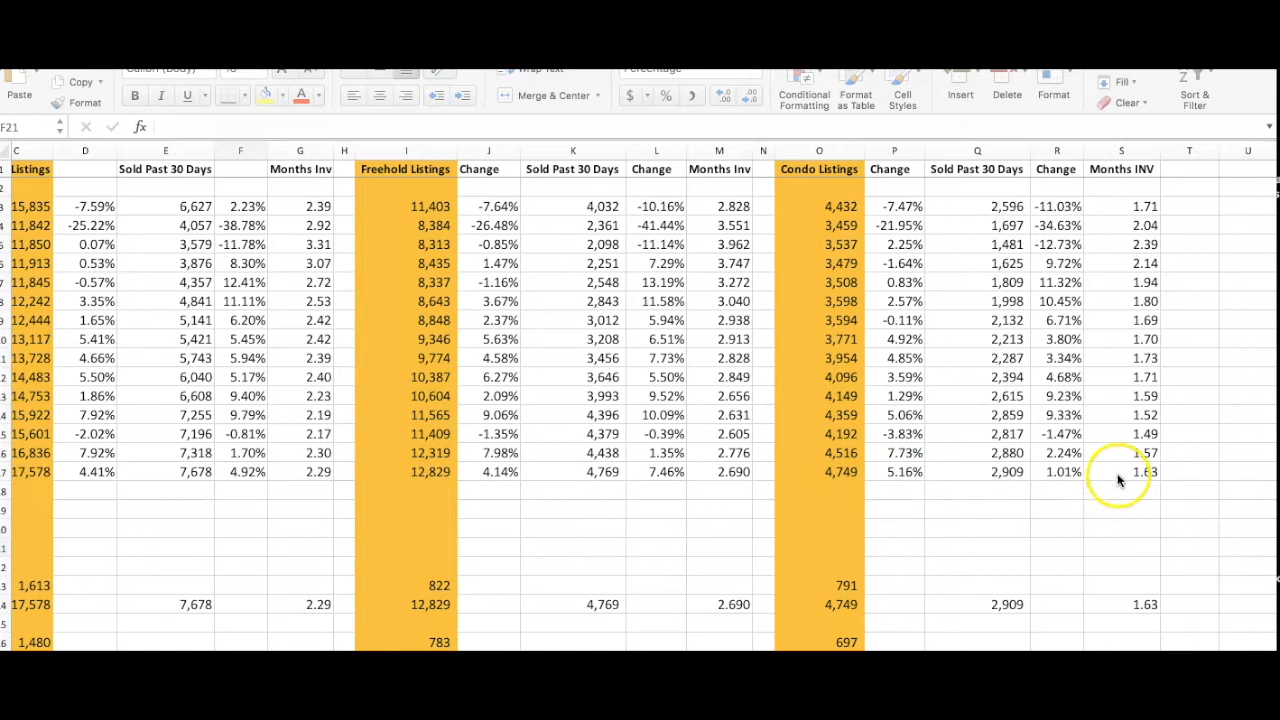 Copy
Paste
Format
B I U A
Merge & Center
$ %
Conditional Formatting
Format as Table
Cell Styles
Insert Delete Format
Fill
Clear
Sort & Filter
F21 fx
C D E F G H I J K L M N O P Q R S T U
Listings Sold Past 30 Days Months Inv Freehold Listings Change Sold Past 30 Days Change Months Inv Condo Listings Change Sold Past 30 Days Change Months INV
15,835 -7.59% 6,627 2.23% 2.39 11,403 -7.64% 4,032 -10.16% 2.828 4,432 -7.47% 2,596 -11.03% 1.71
11,842 -25.22% 4,057 -38.78% 2.92 8,384 -26.48% 2,361 -41.44% 3.551 3,459 -21.95% 1,697 -34.63% 2.04
11,850 0.07% 3,579 -11.78% 3.31 8,313 -0.85% 2,098 -11.14% 3.962 3,537 2.25% 1,481 -12.73% 2.39
11,913 0.53% 3,876 8.30% 3.07 8,435 1.47% 2,251 7.29% 3.747 3,479 -1.64% 1,625 9.72% 2.14
11,845 -0.57% 4,357 12.41% 2.72 8,337 -1.16% 2,548 13.19% 3.272 3,508 0.83% 1,809 11.32% 1.94
12,242 3.35% 4,841 11.11% 2.53 8,643 3.67% 2,843 11.58% 3.040 3,598 2.57% 1,998 10.45% 1.80
12,444 1.65% 5,141 6.20% 2.42 8,848 2.37% 3,012 5.94% 2.938 3,594 -0.11% 2,132 6.71% 1.69
13,117 5.41% 5,421 5.45% 2.42 9,346 5.63% 3,208 6.51% 2.913 3,771 4.92% 2,213 3.80% 1.70
13,728 4.66% 5,743 5.94% 2.39 9,774 4.58% 3,456 7.73% 2.828 3,954 4.85% 2,287 3.34% 1.73
14,483 5.50% 6,040 5.17% 2.40 10,387 6.27% 3,646 5.50% 2.849 4,096 3.59% 2,394 4.68% 1.71
14,753 1.86% 6,608 9.40% 2.23 10,604 2.09% 3,993 9.52% 2.656 4,149 1.29% 2,615 9.23% 1.59
15,922 7.92% 7,255 9.79% 2.19 11,565 9.06% 4,396 10.09% 2.631 4,359 5.06% 2,859 9.33% 1.52
15,601 -2.02% 7,196 -0.81% 2.17 11,409 -1.35% 4,379 -0.39% 2.605 4,192 -3.83% 2,817 -1.47% 1.49
16,836 7.92% 7,318 1.70% 2.30 12,319 7.98% 4,438 1.35% 2.776 4,516 7.73% 2,880 2.24% 1.57
17,578 4.41% 7,678 4.92% 2.29 12,829 4.14% 4,769 7.46% 2.690 4,749 5.16% 2,909 1.01% 1.63
1,613 822 791
17,578 7,678 2.29 12,829 4,769 2.690 4,749 2,909 1.63
1,480 783 697